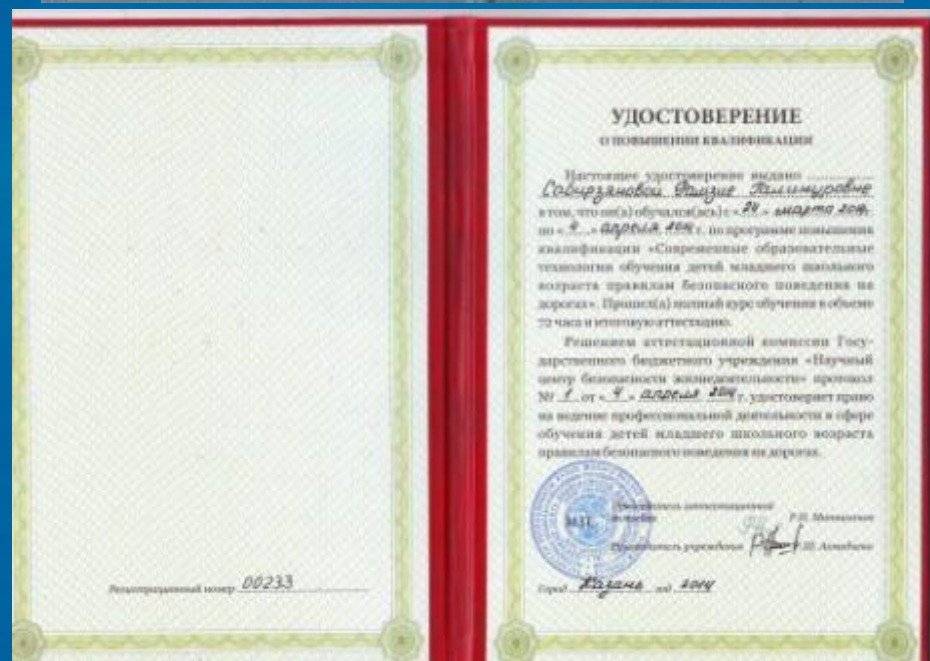 Регистрационный номер 00233
УДОСТОВЕРЕНИЕ
О ПОВЫШЕНИИ КВАЛИФИКАЦИИ
Настоящее удостоверение выдано
Сабирзяновой
в том, что он(а) обучался(ась) с «24» марта 2014г.
по «4» апреля 2014 г. по программе повышения
квалификации «Современные образовательные
технологии обучения детей младшего школьного
возраста правилам безопасного поведения на
дорогах». Прошел(а) полный курс обучения в объеме
72 часа и итоговую аттестацию.
Решением аттестационной комиссии Госу-
дарственного бюджетного учреждения «Научный
центр безопасности жизнедеятельности» протокол
№ 1 от «4» апреля 2014 г. удостоверяет право
на ведение профессиональной деятельности в сфере
обучения детей младшего школьного возраста
правилам безопасного поведения на дорогах.
Председатель аттестационной
комиссии Р.Н. Минниханов
М.П.
Руководитель учреждения Р.Ш. Ахмадиева
Город Казань год 2014